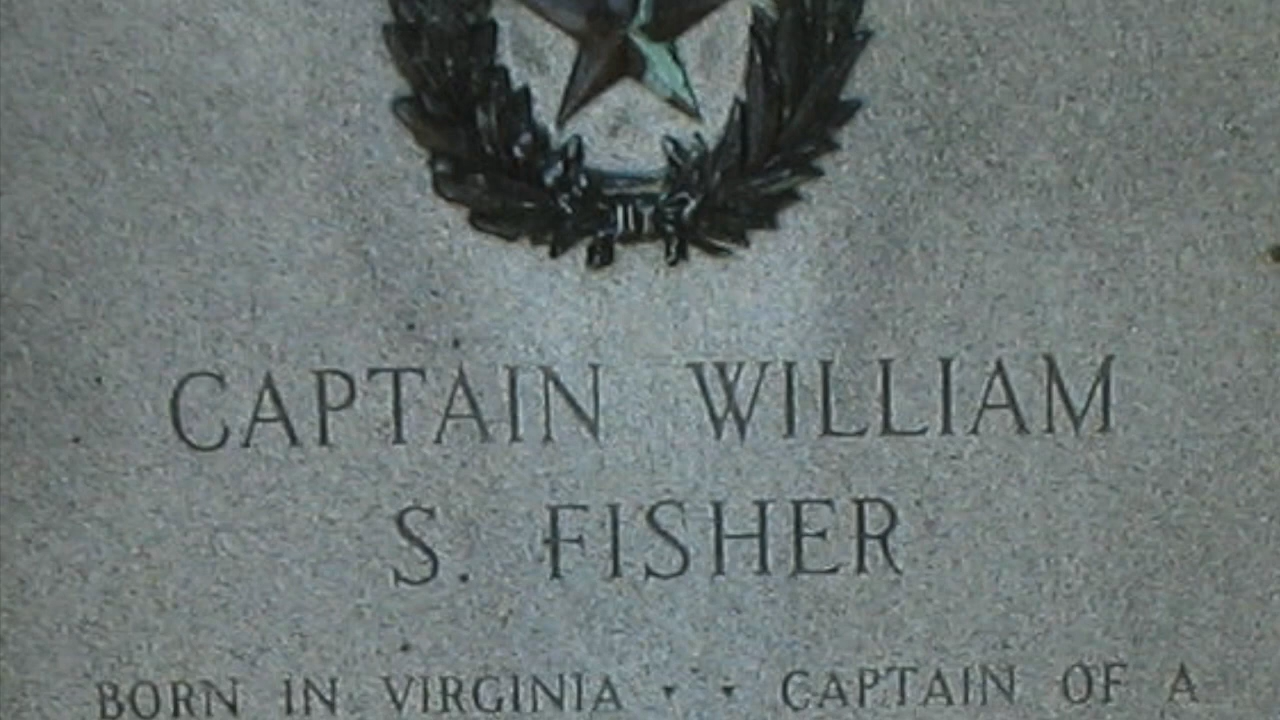 CAPTAIN WILLIAM
S. FISHER
BORN IN VIRGINIA ▾ ▾ CAPTAIN OF A